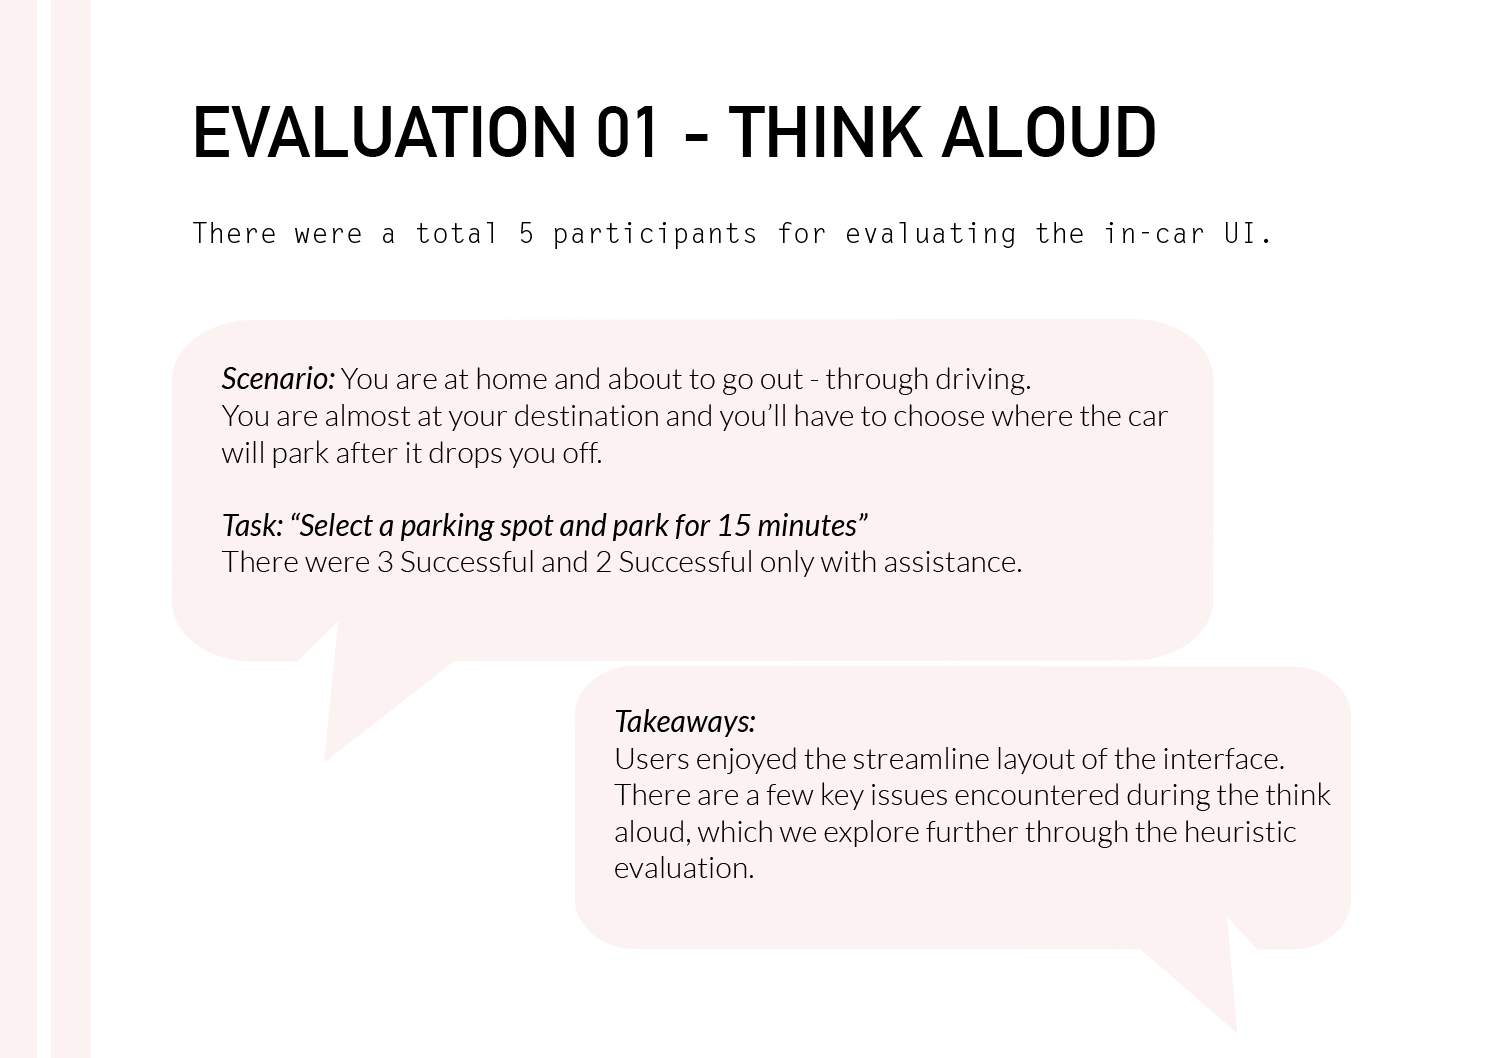 EVALUATION 01 - THINK ALOUD
There were a total 5 participants for evaluating the in-car UI.
Scenario: You are at home and about to go out - through driving.
You are almost at your destination and you’ll have to choose where the car
will park after it drops you off.
Task: “Select a parking spot and park for 15 minutes”
There were 3 Successful and 2 Successful only with assistance.
Takeaways:
Users enjoyed the streamline layout of the interface.
There are a few key issues encountered during the think
aloud, which we explore further through the heuristic
evaluation.